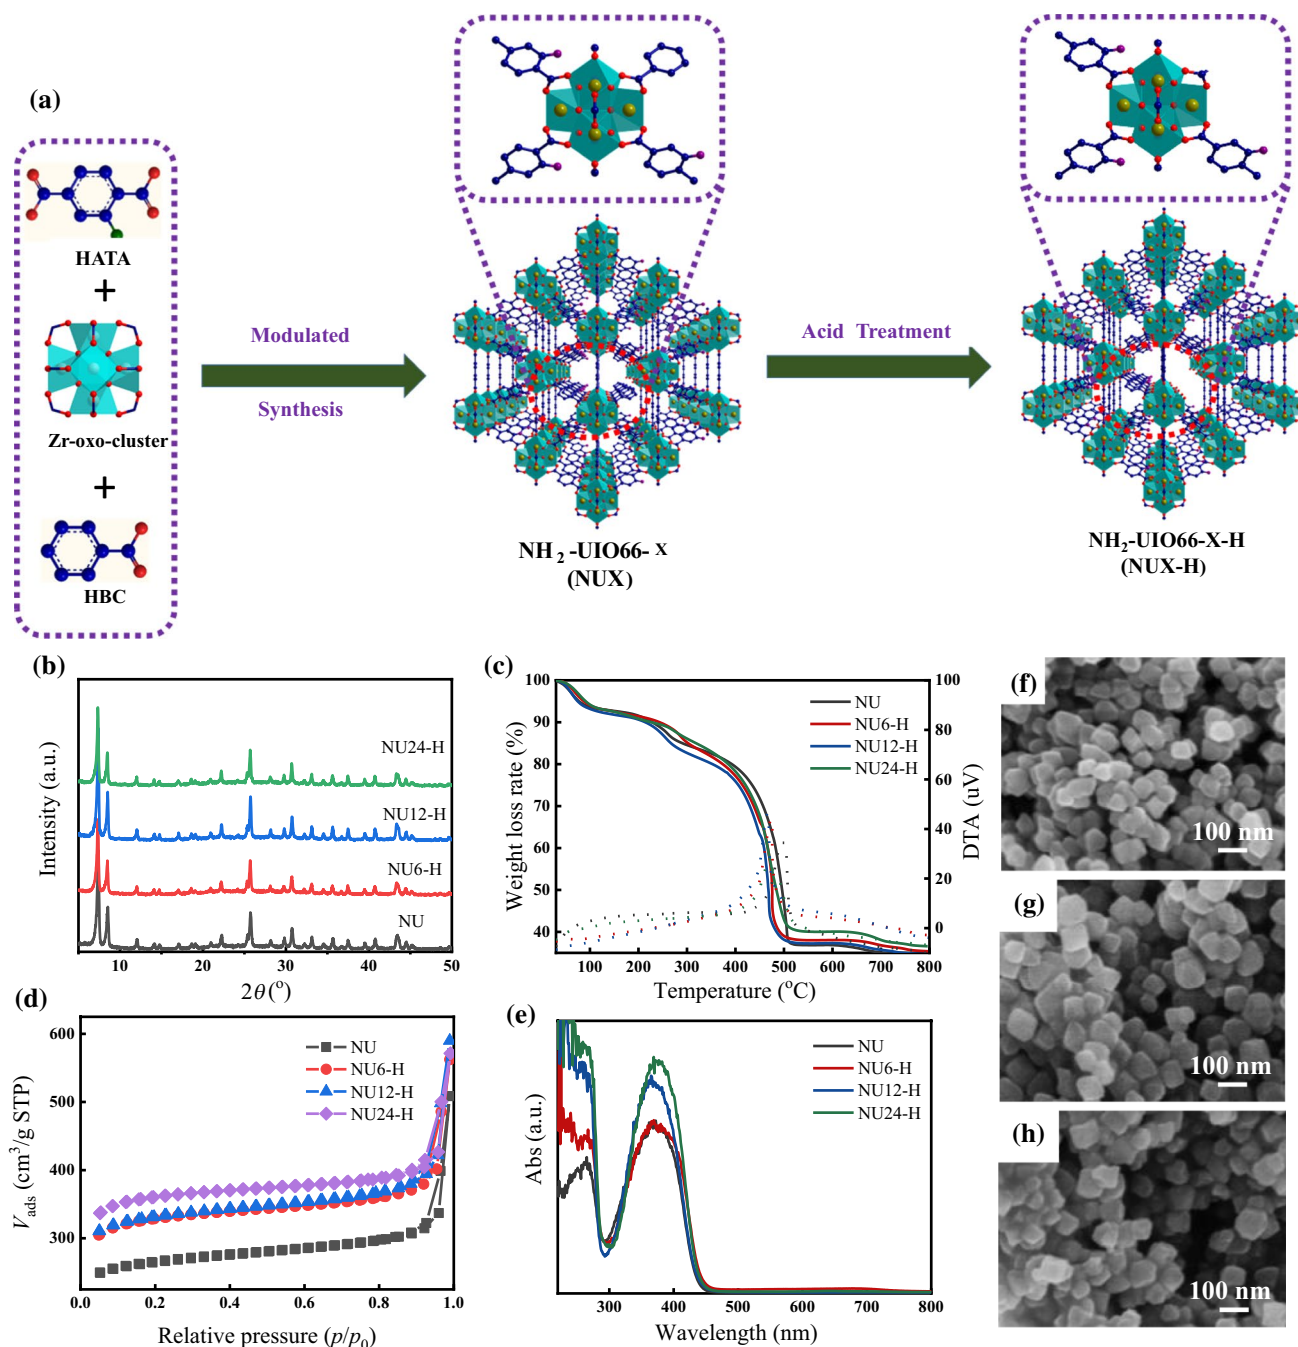 (a)
HATA
+
Zr-oxo-cluster
+
HBC
Modulated
Synthesis
NH2-UIO66- X
(NUX)
Acid Treatment
NH2-UIO66-X-H
(NUX-H)
(b)
Intensity (a.u.)
NU24-H
NU12-H
NU6-H
NU
10 20 30 40 50
2θ (°)
(c)
Weight loss rate (%)
100
90
80
70
60
50
40
NU
NU6-H
NU12-H
NU24-H
100
80
60
40
20
0
DTA (uV)
100 200 300 400 500 600 700 800
Temperature (°C)
(d)
Vads (cm3/g STP)
600
500
400
300
NU
NU6-H
NU12-H
NU24-H
0.0 0.2 0.4 0.6 0.8 1.0
Relative pressure (p/p0)
(e)
Abs (a.u.)
NU
NU6-H
NU12-H
NU24-H
300 400 500 600 700 800
Wavelength (nm)
(f)
100 nm
(g)
100 nm
(h)
100 nm